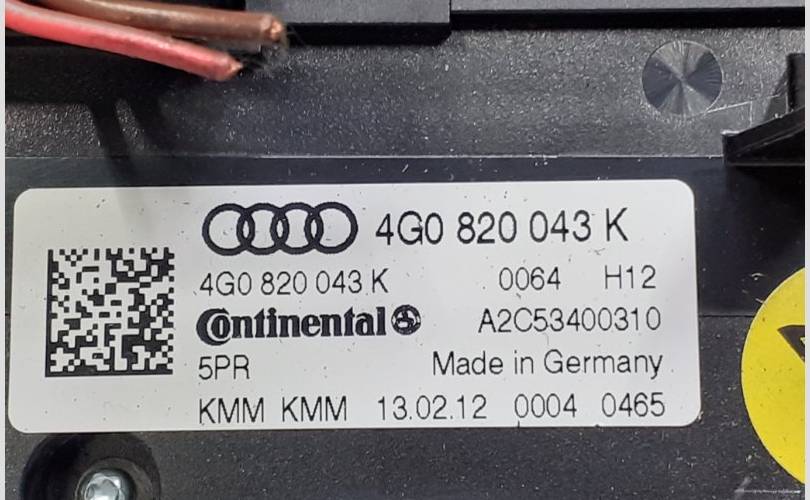 4G0 820 043 K
4G0 820 043 K 0064 H12
Continental A2C53400310
5PR Made in Germany
KMM KMM 13.02.12 0004 0465